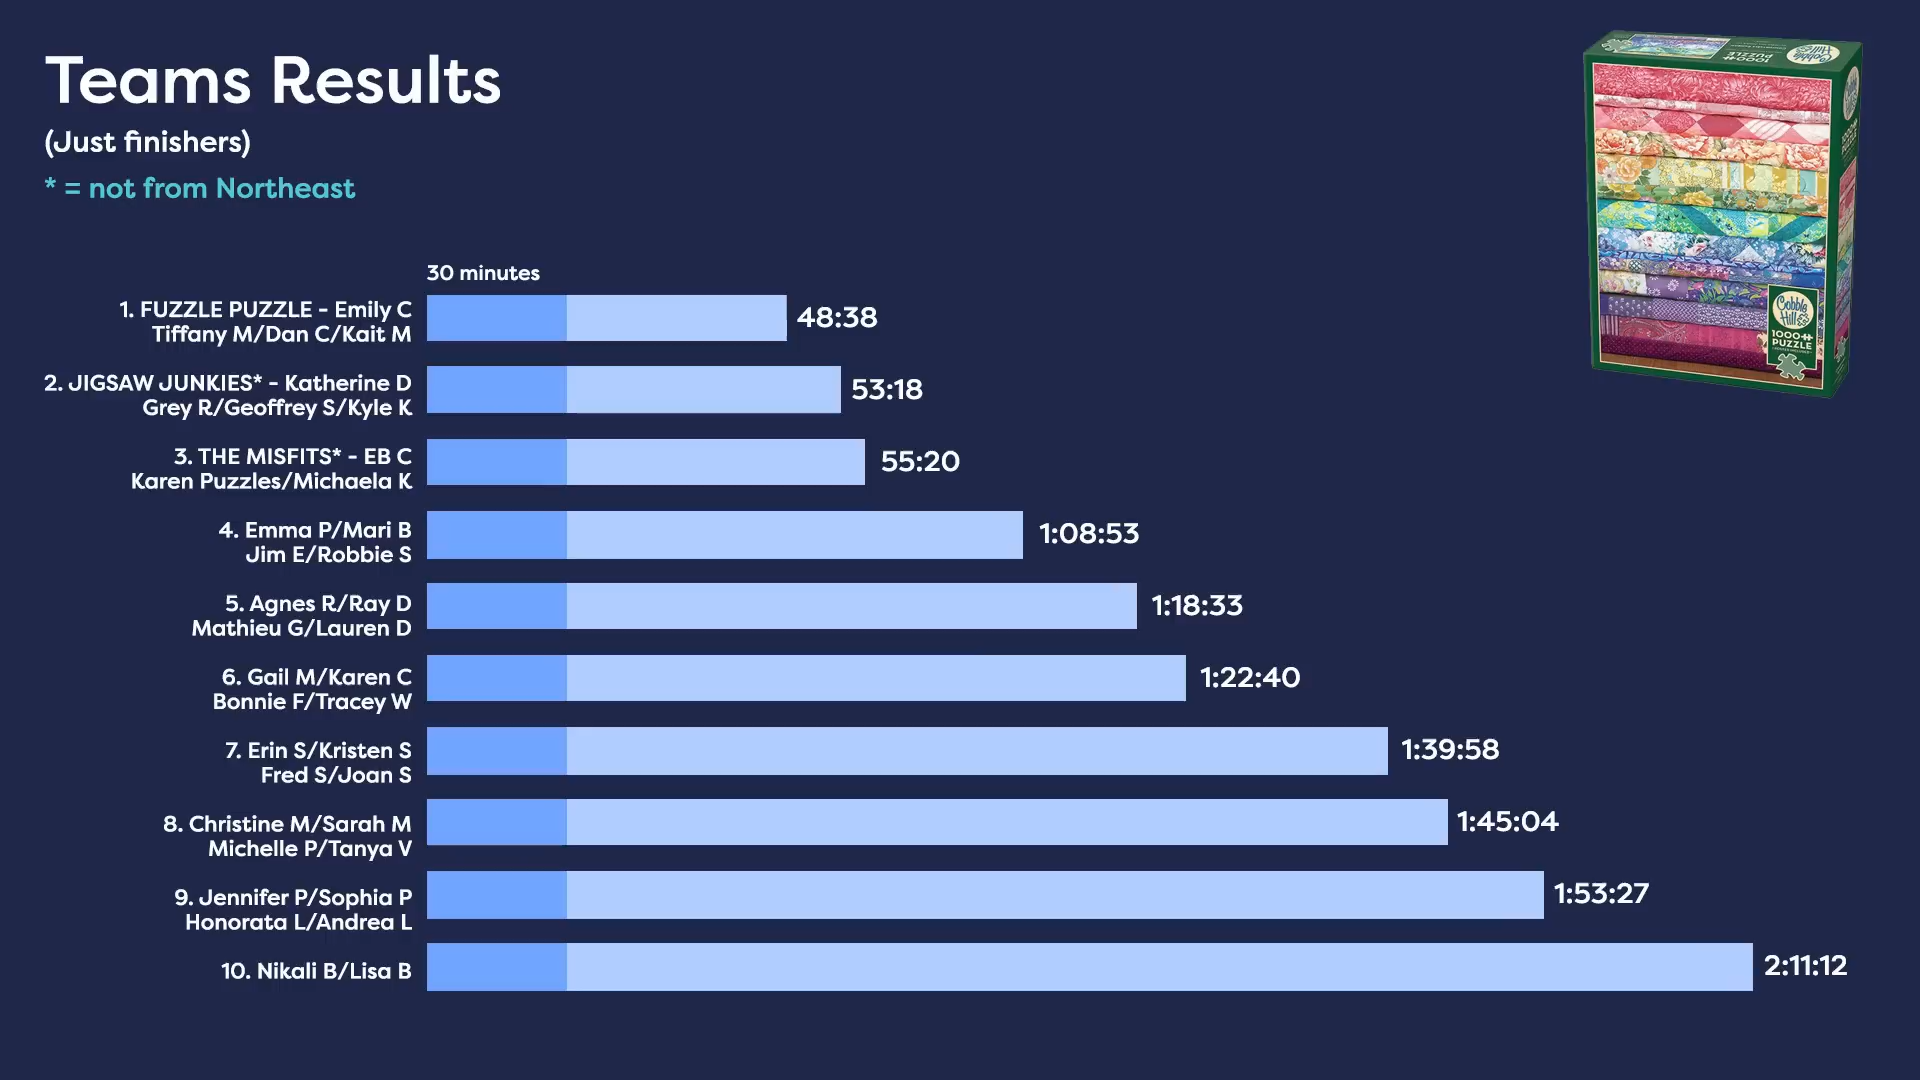 Teams Results
(Just finishers)
* = not from Northeast
30 minutes
1. FUZZLE PUZZLE - Emily C
Tiffany M/Dan C/Kait M
48:38
2. JIGSAW JUNKIES* - Katherine D
Grey R/Geoffrey S/Kyle K
53:18
3. THE MISFITS* - EB C
Karen Puzzles/Michaela K
55:20
4. Emma P/Mari B
Jim E/Robbie S
1:08:53
5. Agnes R/Ray D
Mathieu G/Lauren D
1:18:33
6. Gail M/Karen C
Bonnie F/Tracey W
1:22:40
7. Erin S/Kristen S
Fred S/Joan S
1:39:58
8. Christine M/Sarah M
Michelle P/Tanya V
1:45:04
9. Jennifer P/Sophia P
Honorata L/Andrea L
1:53:27
10. Nikali B/Lisa B
2:11:12
Cobble
Hill
1000
PUZZLE